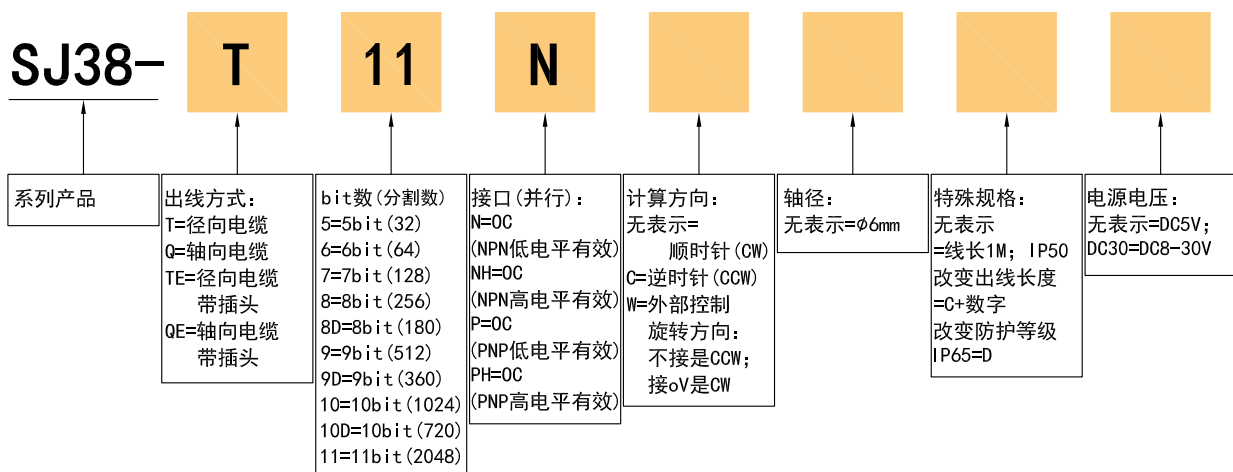 SJ38- T 11 N
系列产品
出线方式:
T=径向电缆
Q=轴向电缆
TE=径向电缆
带插头
QE=轴向电缆
带插头
bit数(分割数)
5=5bit(32)
6=6bit(64)
7=7bit(128)
8=8bit(256)
8D=8bit(180)
9=9bit(512)
9D=9bit(360)
10=10bit(1024)
10D=10bit(720)
11=11bit(2048)
接口(并行):
N=OC
(NPN低电平有效)
NH=OC
(NPN高电平有效)
P=OC
(PNP低电平有效)
PH=OC
(PNP高电平有效)
计算方向:
无表示=
顺时针(CW)
C=逆时针(CCW)
W=外部控制
旋转方向:
不接是CCW;
接oV是CW
轴径:
无表示=φ6mm
特殊规格:
无表示
=线长1M; IP50
改变出线长度
=C+数字
改变防护等级
IP65=D
电源电压:
无表示=DC5V;
DC30=DC8-30V